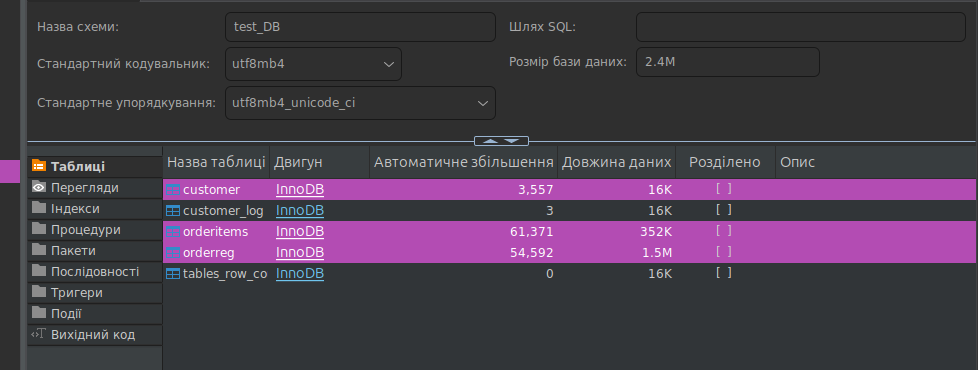 Назва схеми: test_DB Шлях SQL:
Стандартний кодувальник: utf8mb4 Розмір бази даних: 2.4M
Стандартне упорядкування: utf8mb4_unicode_ci
Таблиці
Перегляди
Індекси
Процедури
Пакети
Послідовності
Тригери
Події
Вихідний код
Назва таблиці Двигун Автоматичне збільшення Довжина даних Розділено Опис
customer InnoDB 3,557 16K [ ]
customer_log InnoDB 3 16K [ ]
orderitems InnoDB 61,371 352K [ ]
orderreg InnoDB 54,592 1.5M [ ]
tables_row_co InnoDB 0 16K [ ]